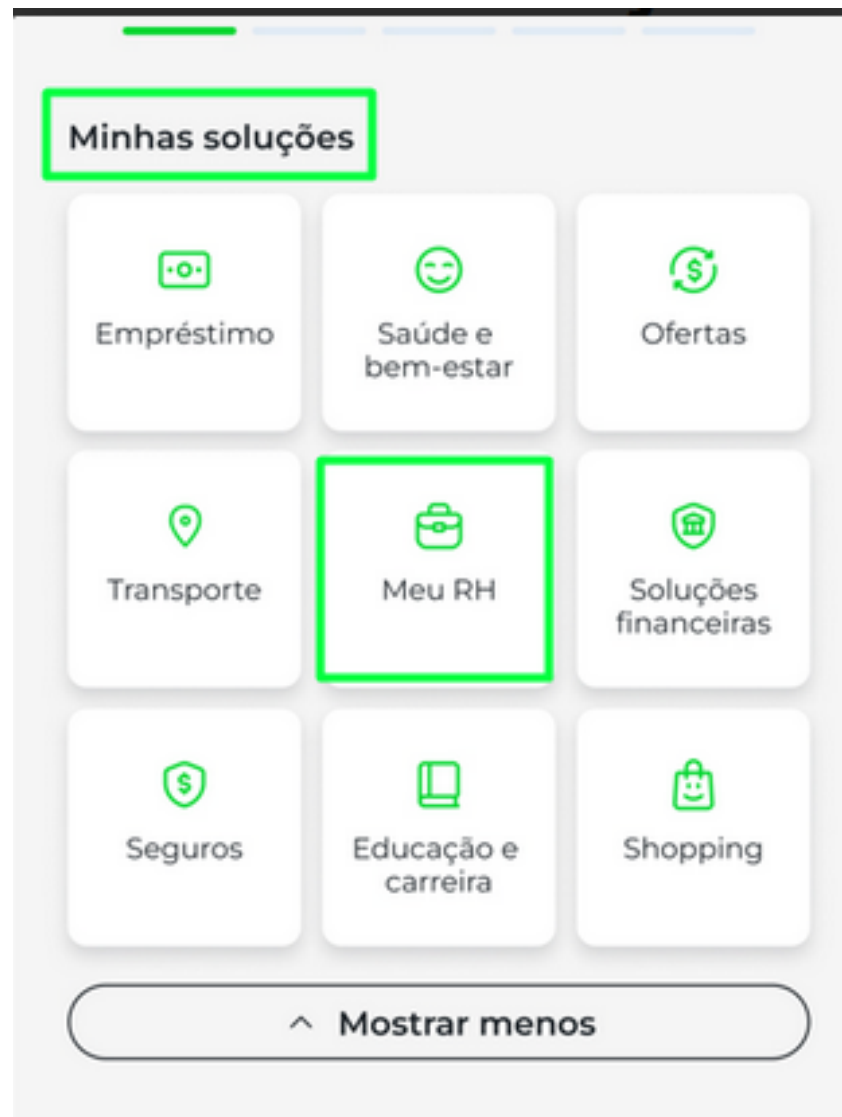 Minhas soluções
Empréstimo
Saúde e
bem-estar
Ofertas
Transporte
Meu RH
Soluções
financeiras
Seguros
Educação e
carreira
Shopping
Mostrar menos